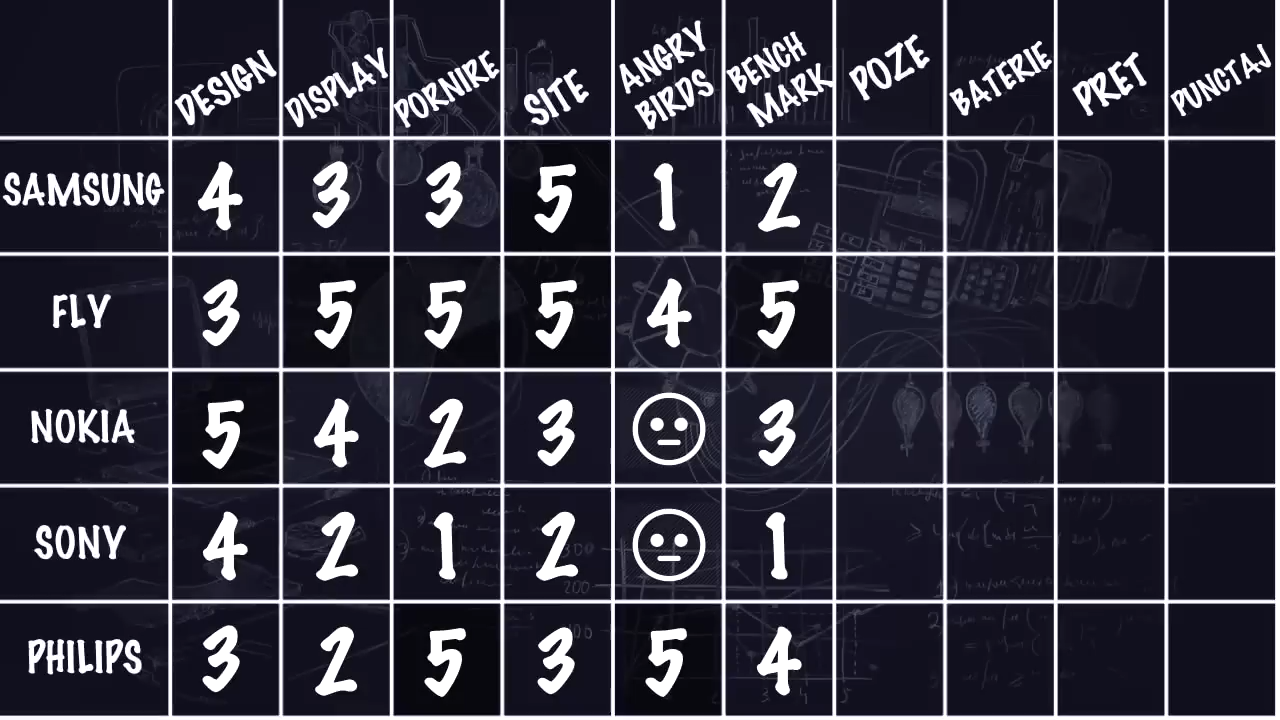 DESIGN DISPLAY PORNIRE SITE ANGRY BIRDS BENCH MARK POZE BATERIE PRET PUNCTAJ
SAMSUNG 4 3 3 5 1 2
FLY 3 5 5 5 4 5
NOKIA 5 4 2 3 3
SONY 4 2 1 2 1
PHILIPS 3 2 5 3 5 4